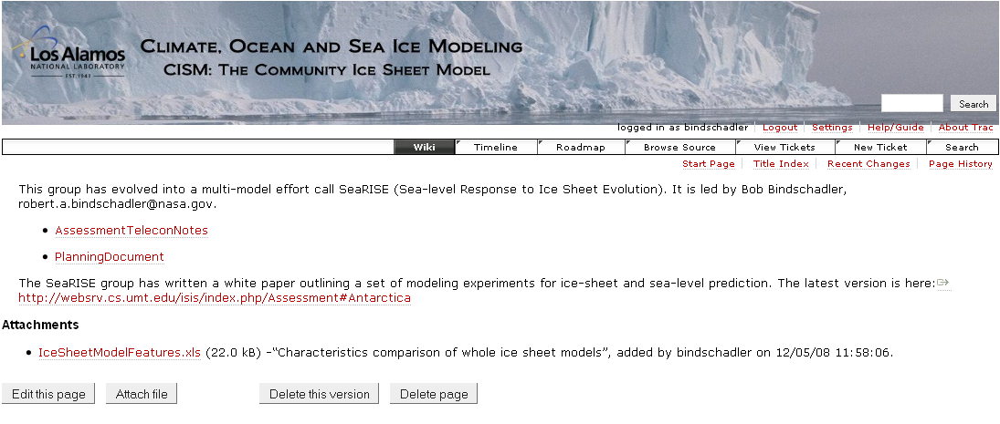 Los Alamos
NATIONAL LABORATORY
EST. 1943
CLIMATE, OCEAN AND SEA ICE MODELING
CISM: THE COMMUNITY ICE SHEET MODEL
Search
logged in as bindschadler Logout Settings Help/Guide About Trac
Wiki Timeline Roadmap Browse Source View Tickets New Ticket Search
Start Page Title Index Recent Changes Page History
This group has evolved into a multi-model effort call SeaRISE (Sea-level Response to Ice Sheet Evolution). It is led by Bob Bindschadler,
robert.a.bindschadler@nasa.gov.
• AssessmentTeleconNotes
• PlanningDocument
The SeaRISE group has written a white paper outlining a set of modeling experiments for ice-sheet and sea-level prediction. The latest version is here:
http://websrv.cs.umt.edu/isis/index.php/Assessment#Antarctica
Attachments
• IceSheetModelFeatures.xls (22.0 kB) -“Characteristics comparison of whole ice sheet models”, added by bindschadler on 12/05/08 11:58:06.
Edit this page Attach file Delete this version Delete page